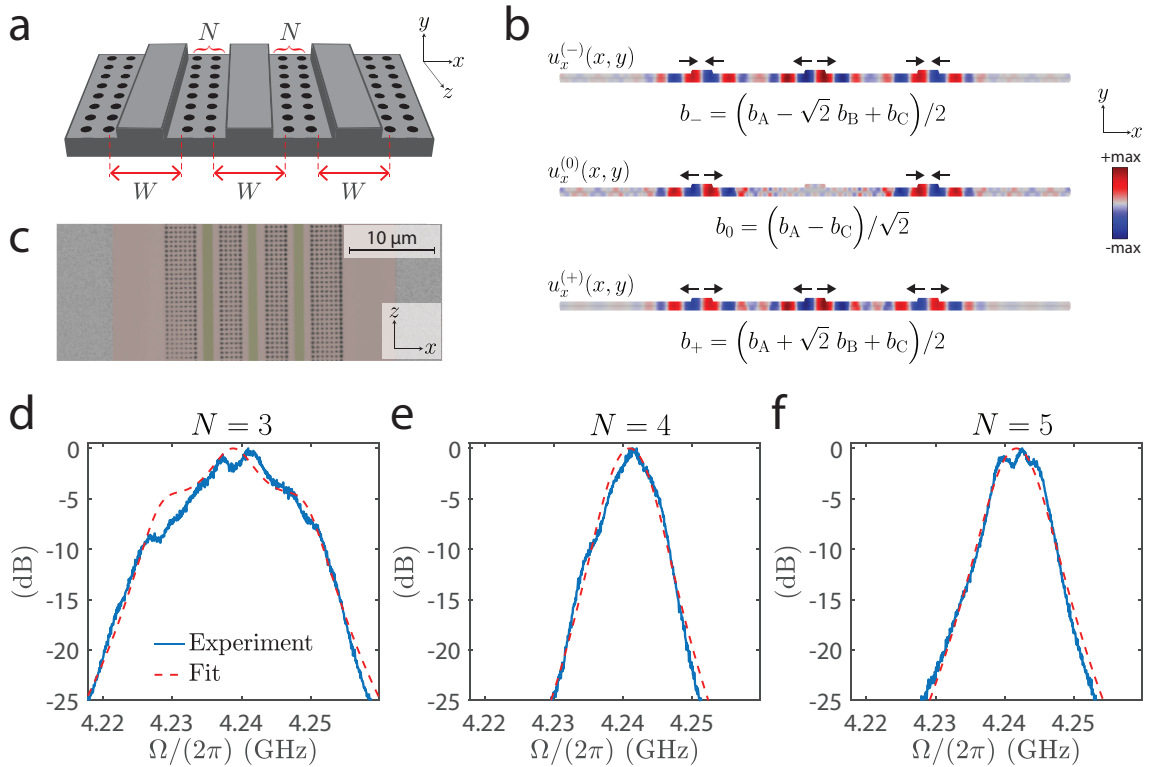 a
N N
y
x
z
W W W
b
u_x^{(-)}(x, y)
b_- = (b_A − √2 b_B + b_C)/2
u_x^{(0)}(x, y)
b_0 = (b_A − b_C)/√2
u_x^{(+)}(x, y)
b_+ = (b_A + √2 b_B + b_C)/2
y
x
+max
-max
c
10 µm
z
x
d
N = 3
0
-5
-10
-15
-20
-25
(dB)
Experiment
Fit
4.22 4.23 4.24 4.25
Ω/(2π) (GHz)
e
N = 4
0
-5
-10
-15
-20
-25
(dB)
4.22 4.23 4.24 4.25
Ω/(2π) (GHz)
f
N = 5
0
-5
-10
-15
-20
-25
(dB)
4.22 4.23 4.24 4.25
Ω/(2π) (GHz)